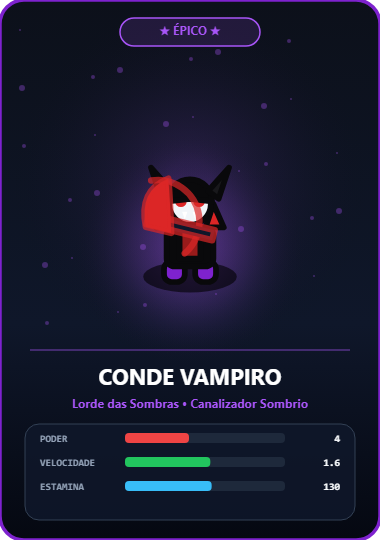 ★ ÉPICO ★
CONDE VAMPIRO
Lorde das Sombras • Canalizador Sombrio
PODER 4
VELOCIDADE 1.6
ESTAMINA 130